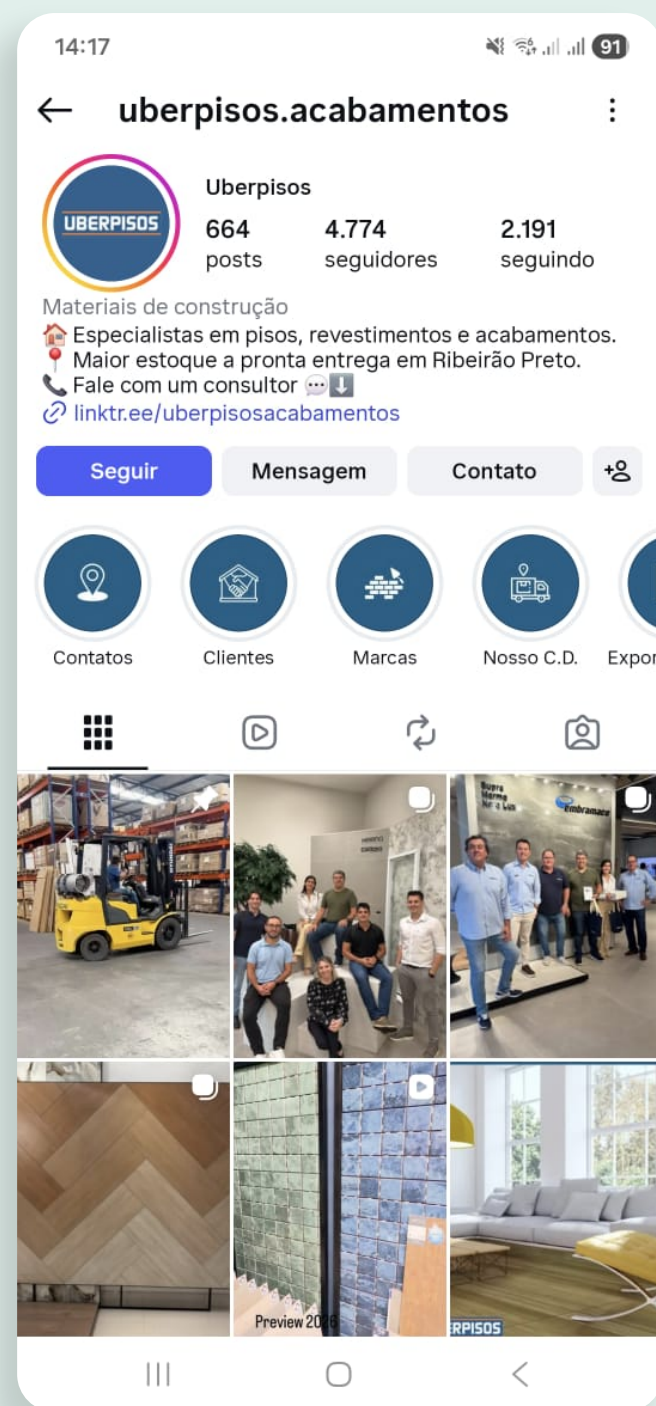 14:17
91
uberpisos.acabamentos
UBERPISOS
Uberpisos
664 4.774 2.191
posts seguidores seguindo
Materiais de construção
🏠 Especialistas em pisos, revestimentos e acabamentos.
📍 Maior estoque a pronta entrega em Ribeirão Preto.
📞 Fale com um consultor 💬⬇️
linktr.ee/uberpisosacabamentos
Seguir Mensagem Contato
Contatos Clientes Marcas Nosso C.D. Expor
Supra
embramaco
Preview 2026
RPISOS